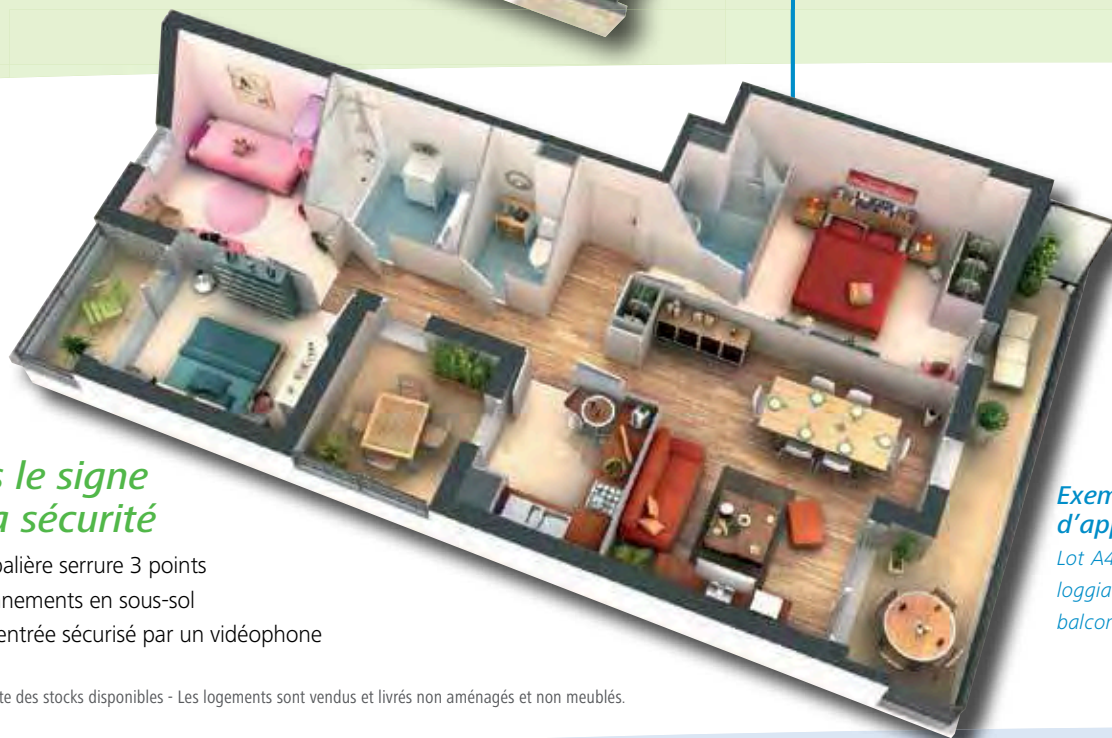 s le signe
a sécurité
palière serrure 3 points
nnements en sous-sol
entrée sécurisé par un vidéophone
te des stocks disponibles - Les logements sont vendus et livrés non aménagés et non meublés.
Exem
d'app
Lot A4
loggia
balcon